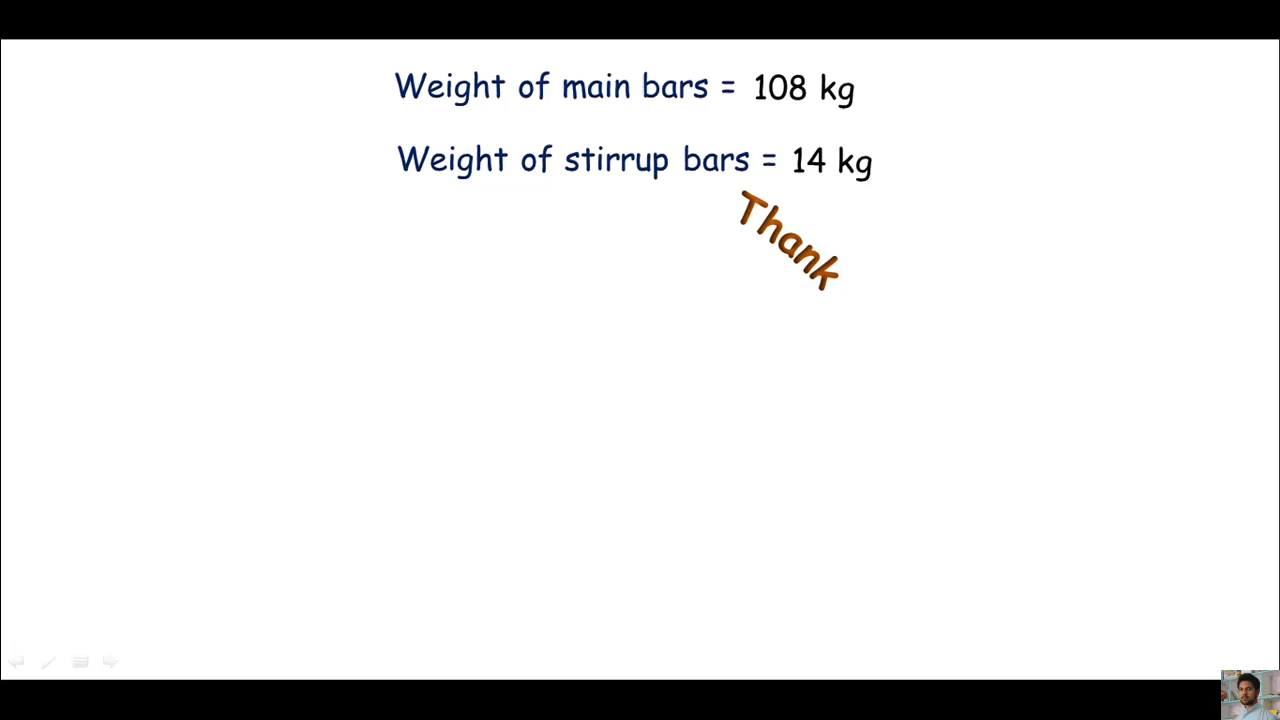 Weight of main bars = 108 kg
Weight of stirrup bars = 14 kg
Thank